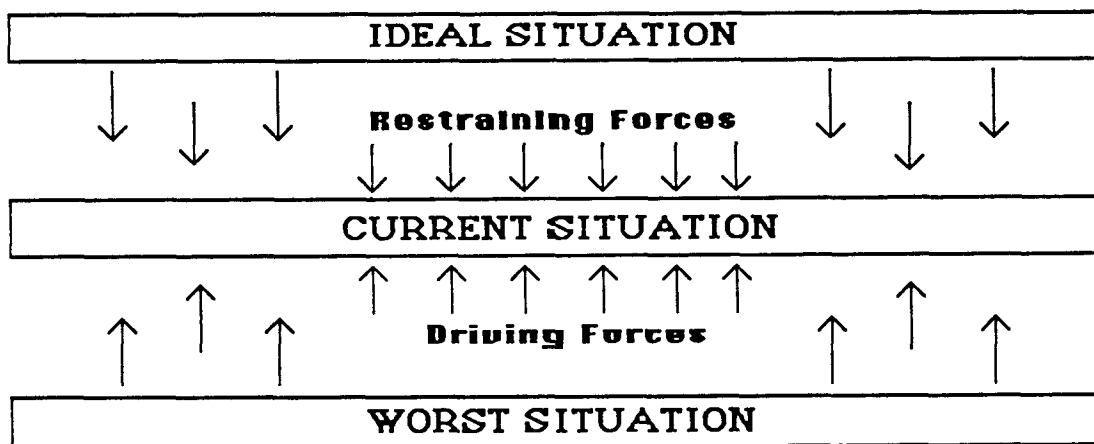 IDEAL SITUATION
Restraining Forces
CURRENT SITUATION
Driving Forces
WORST SITUATION